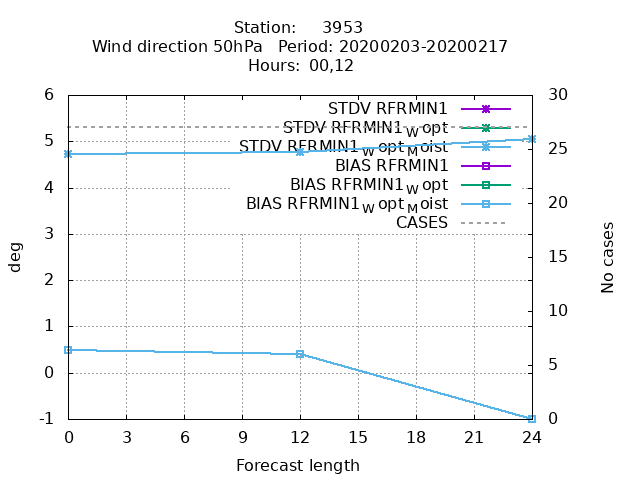 Station: 3953
Wind direction 50hPa Period: 20200203-20200217
Hours: 00,12
STDV RFRMIN1
STDV RFRMIN1_W opt
STDV RFRMIN1_W opt_M oist
BIAS RFRMIN1
BIAS RFRMIN1_W opt
BIAS RFRMIN1_W opt_M oist
CASES
deg
6
5
4
3
2
1
0
-1
30
25
20
15
10
5
0
No cases
0 3 6 9 12 15 18 21 24
Forecast length